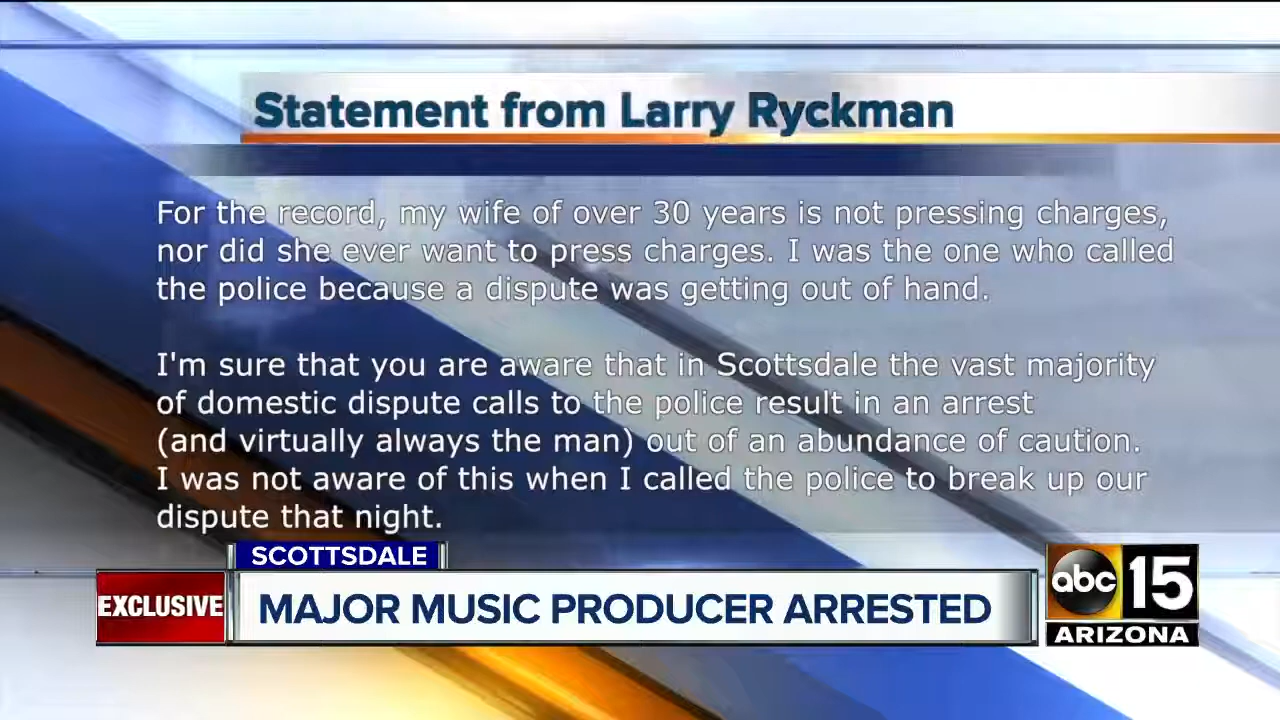 Statement from Larry Ryckman
For the record, my wife of over 30 years is not pressing charges,
nor did she ever want to press charges. I was the one who called
the police because a dispute was getting out of hand.
I'm sure that you are aware that in Scottsdale the vast majority
of domestic dispute calls to the police result in an arrest
(and virtually always the man) out of an abundance of caution.
I was not aware of this when I called the police to break up our
dispute that night.
SCOTTSDALE
EXCLUSIVE
MAJOR MUSIC PRODUCER ARRESTED
abc 15
ARIZONA